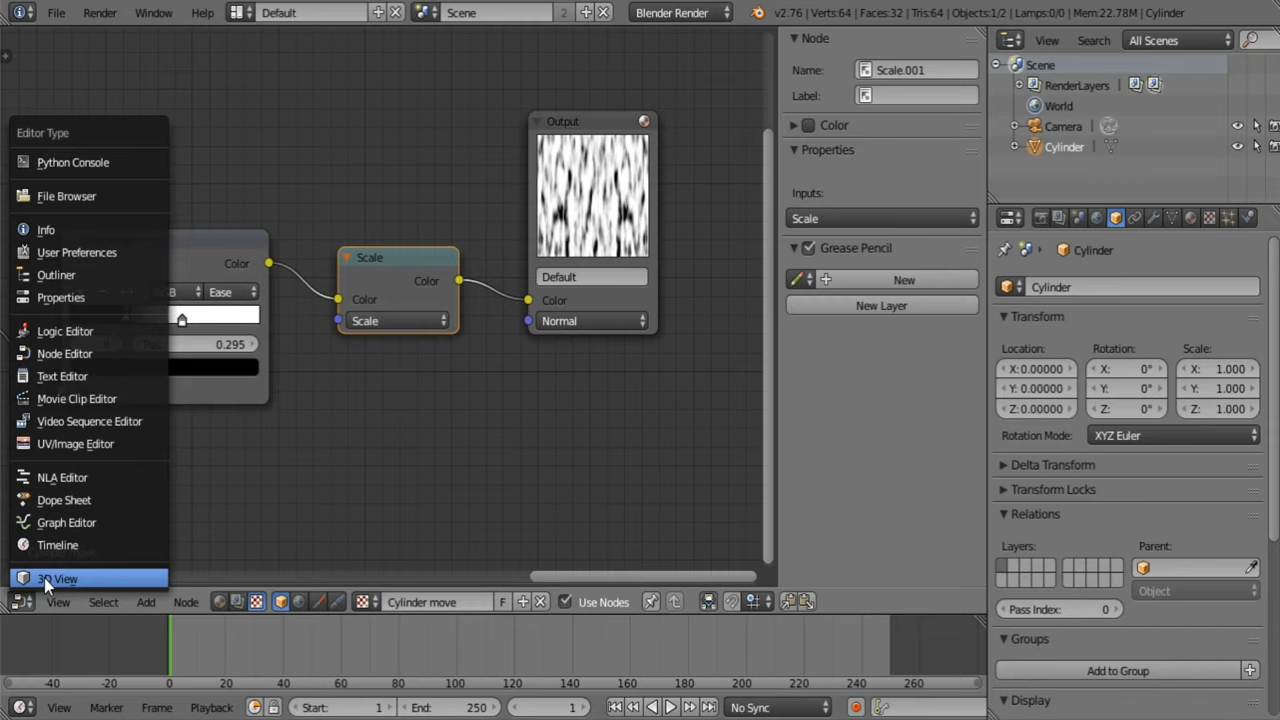 File Render Window Help Default Scene 2 Blender Render v2.76 | Verts:64 | Faces:32 | Tris:64 | Objects:1/2 | Lamps:0/0 | Mem:22.78M | Cylinder
Editor Type
Python Console
File Browser
Info
User Preferences
Outliner
Properties
Logic Editor
Node Editor
Text Editor
Movie Clip Editor
Video Sequence Editor
UV/Image Editor
NLA Editor
Dope Sheet
Graph Editor
Timeline
3D View
Color
RGB Ease
Pos: 0.295
Scale
Color
Color
Scale
Output
Default
Color
Normal
Node
Name: Scale.001
Label:
Color
Properties
Inputs:
Scale
Grease Pencil
New
New Layer
View Search All Scenes
Scene
RenderLayers
World
Camera
Cylinder
Cylinder
Cylinder
Transform
Location: Rotation: Scale:
X: 0.00000 X: 0° X: 1.000
Y: 0.00000 Y: 0° Y: 1.000
Z: 0.00000 Z: 0° Z: 1.000
Rotation Mode: XYZ Euler
Delta Transform
Transform Locks
Relations
Layers: Parent:
Object
Pass Index: 0
Groups
Add to Group
Display
View Select Add Node Cylinder move F Use Nodes
-40 -20 0 20 40 60 80 100 120 140 160 180 200 220 240 260
View Marker Frame Playback Start: 1 End: 250 1 No Sync